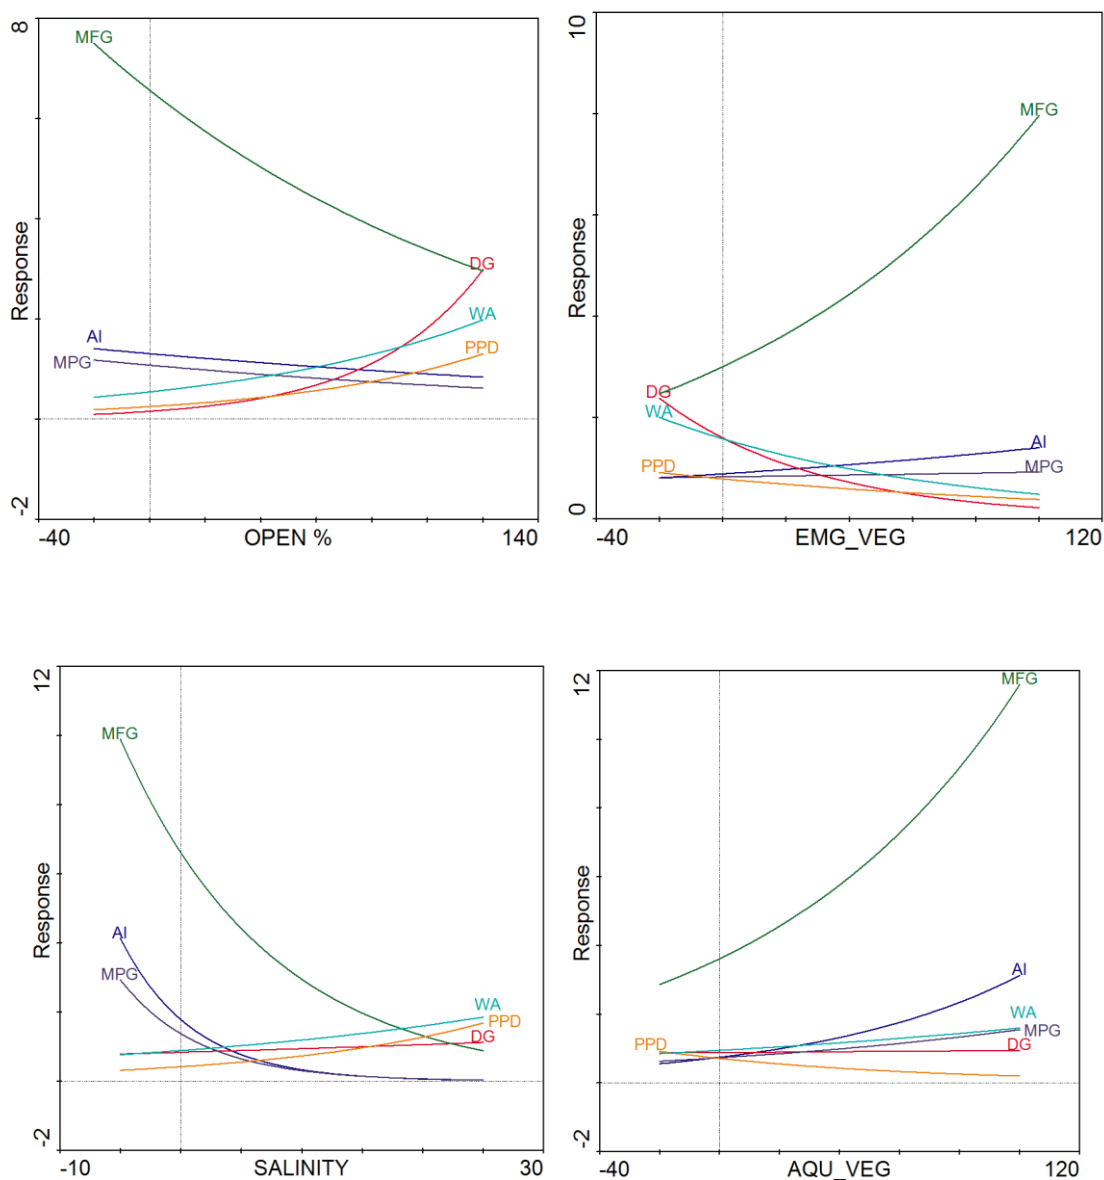 8
MFG
Response
DG
WA
AI
PPD
MPG
-2
-40
OPEN %
140
10
MFG
Response
DG
WA
AI
PPD
MPG
0
-40
EMG_VEG
120
12
MFG
Response
AI
MPG
WA
PPD
DG
-2
-10
SALINITY
30
12
MFG
Response
AI
WA
MPG
PPD
DG
-2
-40
AQU_VEG
120